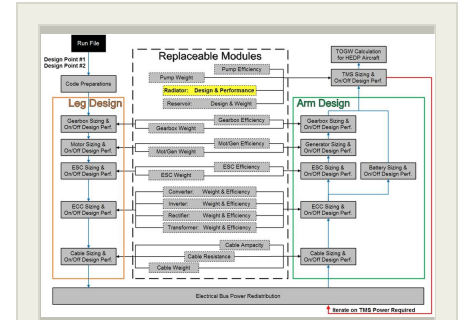 Run File
Design Point #1
Design Point #2
Code Preparations
Leg Design
Gearbox Sizing &
On/Off Design Perf.
Motor Sizing &
On/Off Design Perf.
ESC Sizing &
On/Off Design Perf.
ECC Sizing &
On/Off Design Perf.
Cable Sizing &
On/Off Design Perf.
Replaceable Modules
Pump Efficiency
Pump Weight
Radiator: Design & Performance
Reservoir: Design & Weight
Gearbox Efficiency
Gearbox Weight
Mot/Gen Efficiency
Mot/Gen Weight
ESC Efficiency
ESC Weight
Converter: Weight & Efficiency
Inverter: Weight & Efficiency
Rectifier: Weight & Efficiency
Transformer: Weight & Efficiency
Cable Ampacity
Cable Resistance
Cable Weight
TOGW Calculation
for HEDP Aircraft
TMS Sizing &
On/Off Design Perf.
Arm Design
Gearbox Sizing &
On/Off Design Perf.
Generator Sizing &
On/Off Design Perf.
ESC Sizing &
On/Off Design Perf.
Battery Sizing &
On/Off Design Perf.
ECC Sizing &
On/Off Design Perf.
Cable Sizing &
On/Off Design Perf.
Electrical Bus Power Redistribution
Iterate on TMS Power Required